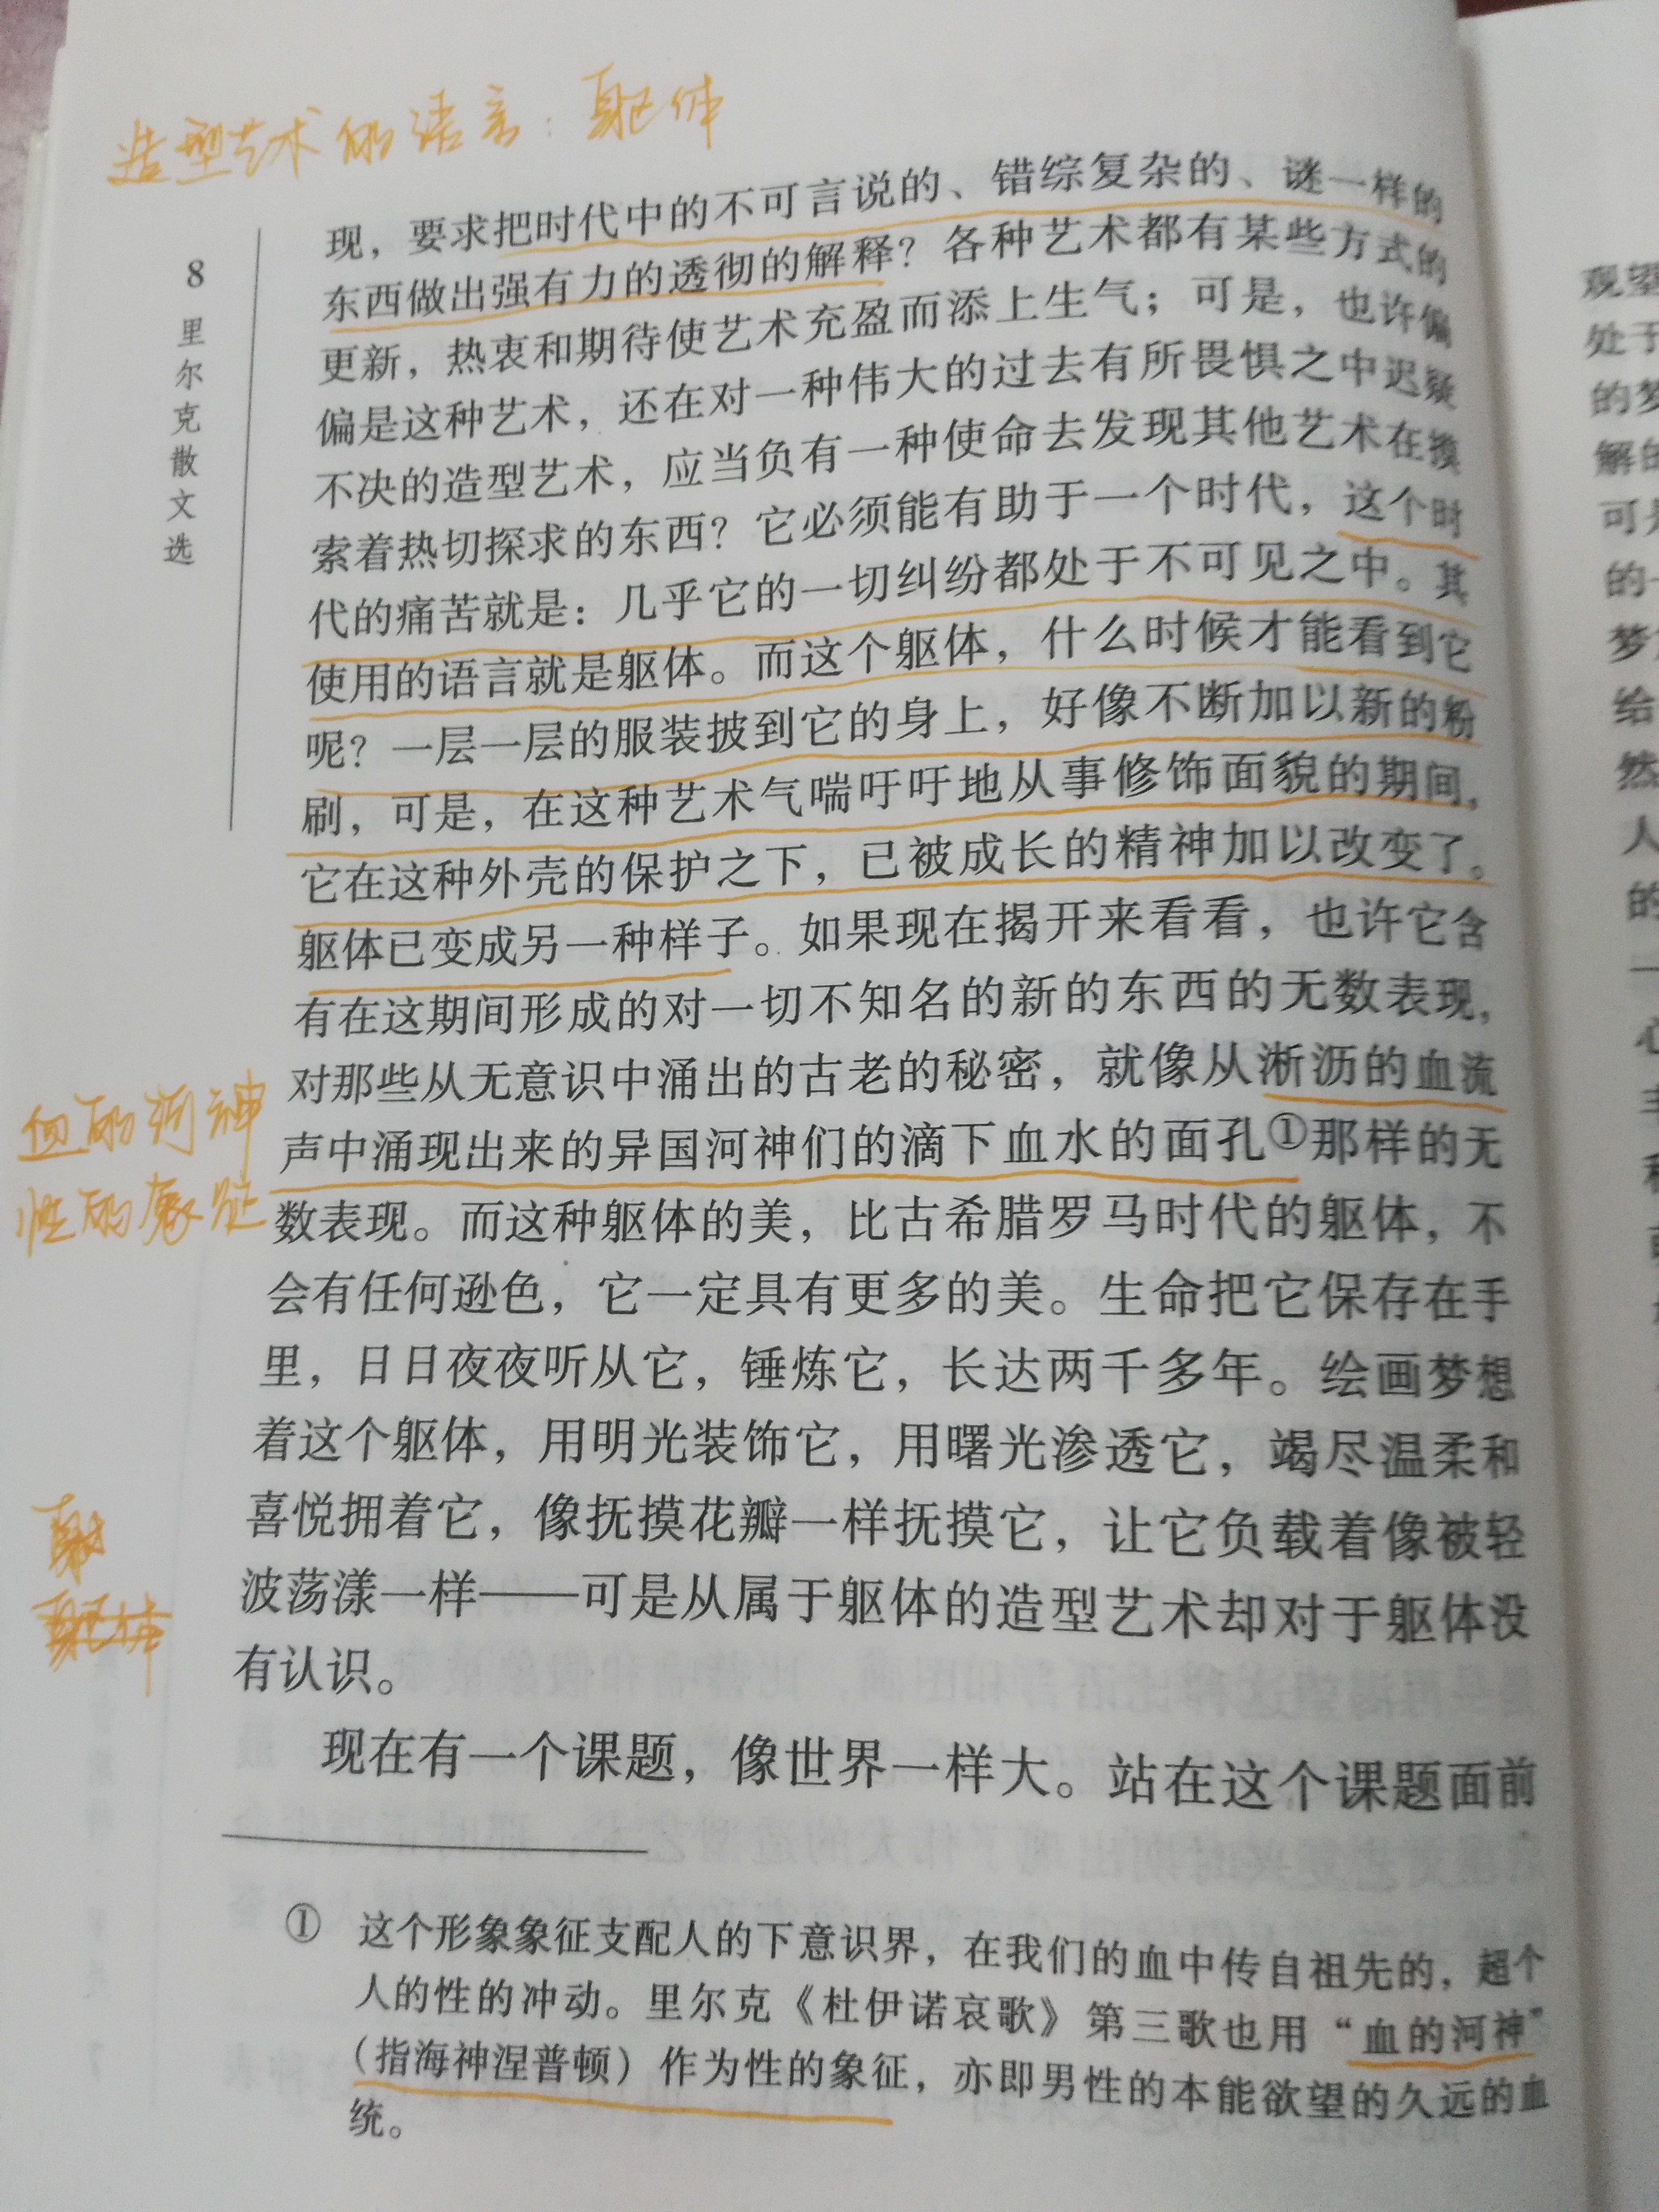 造型艺术的语言：躯体
8
里尔克散文选
现，要求把时代中的不可言说的、错综复杂的、谜一样的
东西做出强有力的透彻的解释？各种艺术都有某些方式的
更新，热衷和期待使艺术充盈而添上生气；可是，也许偏
偏是这种艺术，还在对一种伟大的过去有所畏惧之中迟疑
不决的造型艺术，应当负有一种使命去发现其他艺术在摸
索着热切探求的东西？它必须能有助于一个时代，这个时
代的痛苦就是：几乎它的一切纠纷都处于不可见之中。其
使用的语言就是躯体。而这个躯体，什么时候才能看到它
呢？一层一层的服装披到它的身上，好像不断加以新的粉
刷，可是，在这种艺术气喘吁吁地从事修饰面貌的期间，
它在这种外壳的保护之下，已被成长的精神加以改变了。
躯体已变成另一种样子。如果现在揭开来看看，也许它含
有在这期间形成的对一切不知名的新的东西的无数表现，
对那些从无意识中涌出的古老的秘密，就像从淅沥的血流
声中涌现出来的异国河神们的滴下血水的面孔①那样的无
数表现。而这种躯体的美，比古希腊罗马时代的躯体，不
会有任何逊色，它一定具有更多的美。生命把它保存在手
里，日日夜夜听从它，锤炼它，长达两千多年。绘画梦想
着这个躯体，用明光装饰它，用曙光渗透它，竭尽温柔和
喜悦拥着它，像抚摸花瓣一样抚摸它，让它负载着像被轻
波荡漾一样——可是从属于躯体的造型艺术却对于躯体没
有认识。
现在有一个课题，像世界一样大。站在这个课题面前
血的河神
性的象征
躯体
① 这个形象象征支配人的下意识界，在我们的血中传自祖先的，超个
人的性的冲动。里尔克《杜伊诺哀歌》第三歌也用“血的河神”
（指海神涅普顿）作为性的象征，亦即男性的本能欲望的久远的血
统。
观望
处于
的梦
解的
可是
的一
给
然
人
的
一